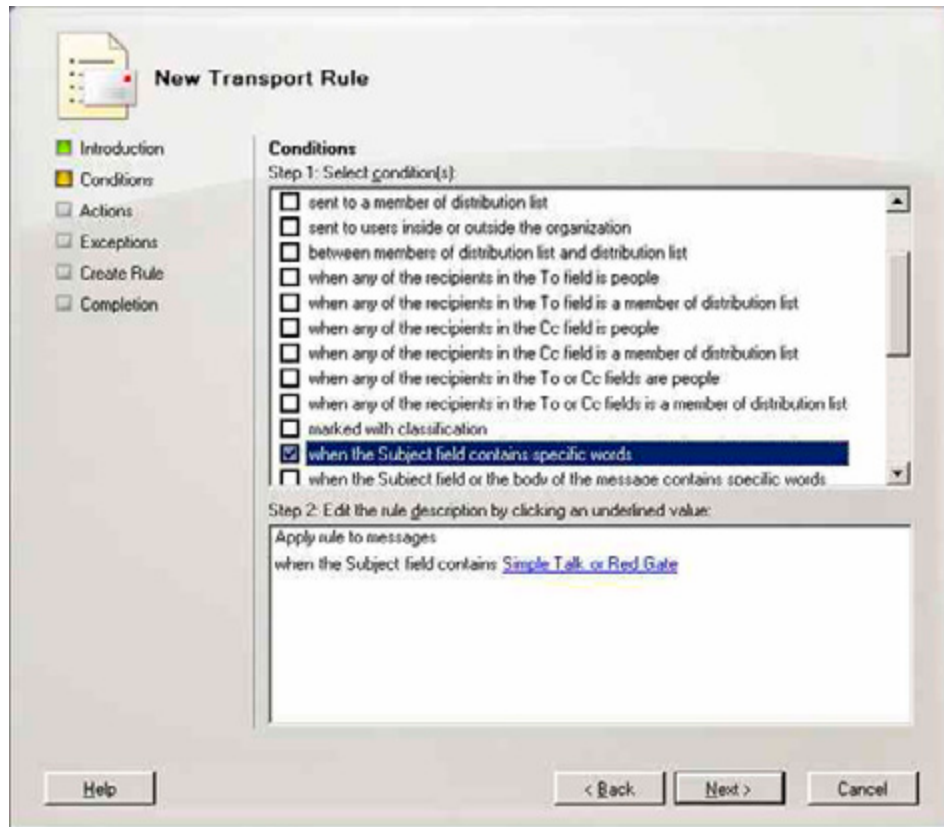 New Transport Rule
Introduction
Conditions
Actions
Exceptions
Create Rule
Completion
Conditions
Step 1: Select condition(s):
sent to a member of distribution list
sent to users inside or outside the organization
between members of distribution list and distribution list
when any of the recipients in the To field is people
when any of the recipients in the To field is a member of distribution list
when any of the recipients in the Cc field is people
when any of the recipients in the Cc field is a member of distribution list
when any of the recipients in the To or Cc fields are people
when any of the recipients in the To or Cc fields is a member of distribution list
marked with classification
when the Subject field contains specific words
when the Subject field or the body of the message contains specific words
Step 2: Edit the rule description by clicking an underlined value:
Apply rule to messages
when the Subject field contains Simple Talk or Red Gate
Help
< Back
Next >
Cancel